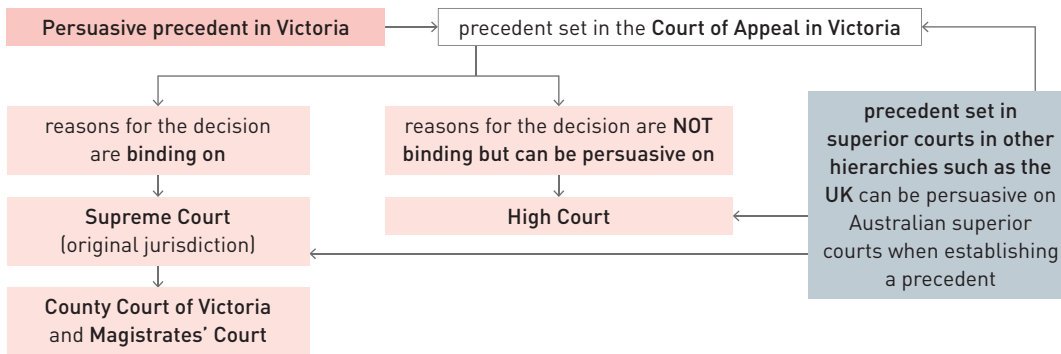 Persuasive precedent in Victoria
precedent set in the Court of Appeal in Victoria
reasons for the decision
are binding on
reasons for the decision are NOT
binding but can be persuasive on
precedent set in
superior courts in other
hierarchies such as the
UK can be persuasive on
Australian superior
courts when establishing
a precedent
Supreme Court
(original jurisdiction)
High Court
County Court of Victoria
and Magistrates’ Court